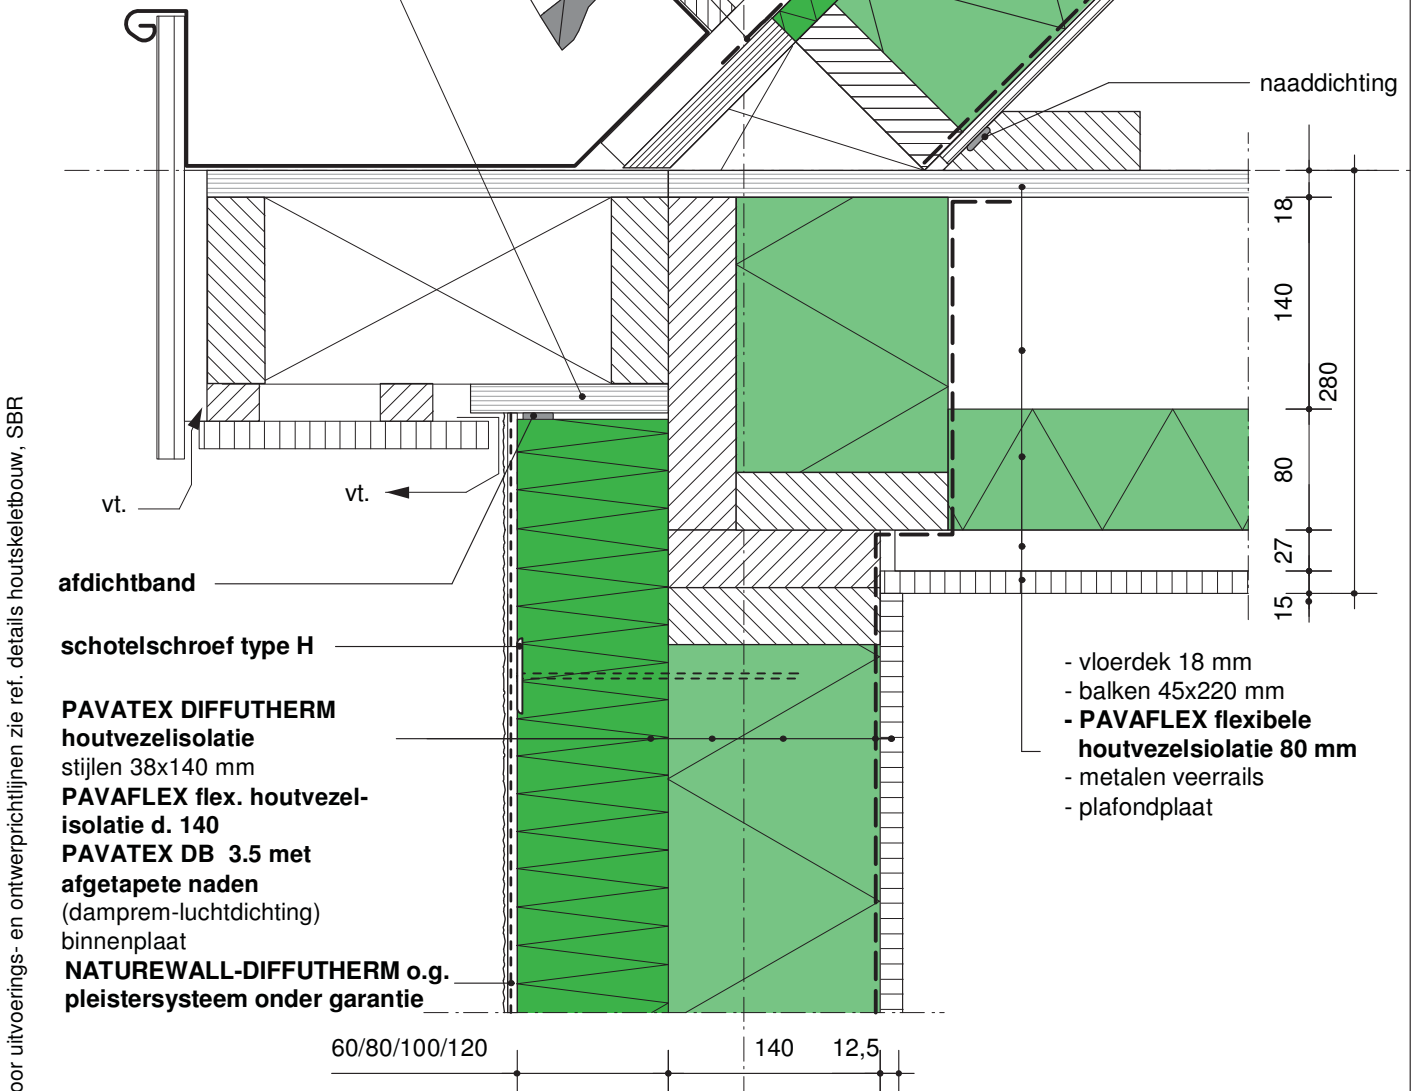 naaddichting
18
140
280
80
27
15
vt.
vt.
afdichtband
schotelschroef type H
PAVATEX DIFFUTHERM
houtvezelisolatie
stijlen 38x140 mm
PAVAFLEX flex. houtvezel-
isolatie d. 140
PAVATEX DB 3.5 met
afgetapete naden
(damprem-luchtdichting)
binnenplaat
NATUREWALL-DIFFUTHERM o.g.
pleistersysteem onder garantie
- vloerdek 18 mm
- balken 45x220 mm
- PAVAFLEX flexibele
houtvezelsiolatie 80 mm
- metalen veerrails
- plafondplaat
60/80/100/120
140
12,5
oor uitvoerings- en ontwerprichtlijnen zie ref. details houtskeletbouw, SBR